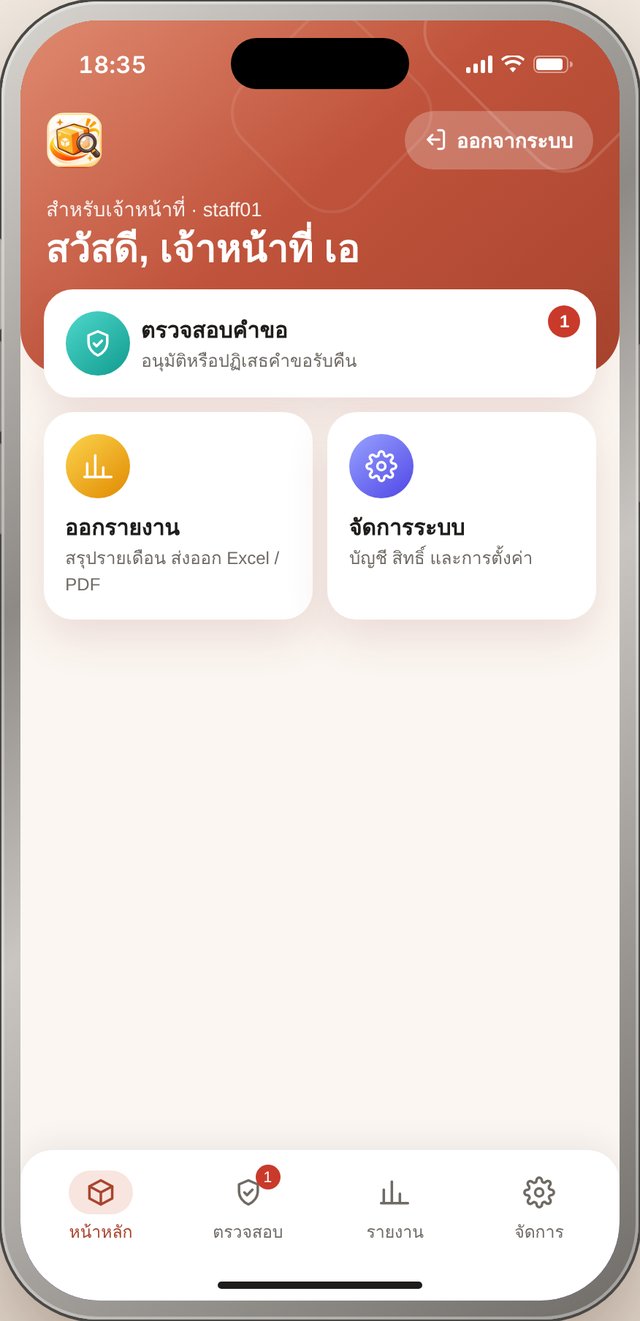 18:35
ออกจากระบบ
สำหรับเจ้าหน้าที่ · staff01
สวัสดี, เจ้าหน้าที่ เอ
ตรวจสอบคำขอ
1
อนุมัติหรือปฏิเสธคำขอรับคืน
ออกรายงาน
สรุปรายเดือน ส่งออก Excel /
PDF
จัดการระบบ
บัญชี สิทธิ์ และการตั้งค่า
1
หน้าหลัก
ตรวจสอบ
รายงาน
จัดการ